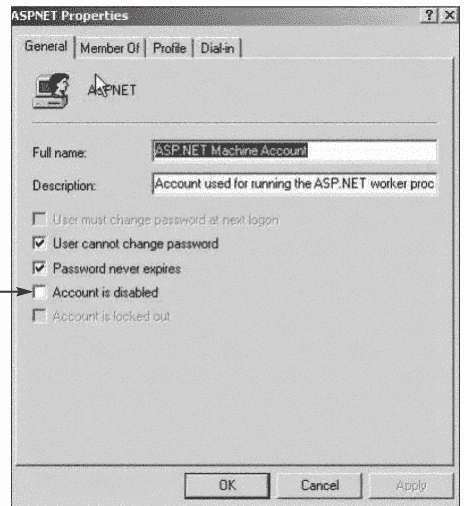 ASPNET Properties ? X
General Member Of Profile Dial-in
ASPNET
Full name: ASP.NET Machine Account
Description: Account used for running the ASP.NET worker proc
User must change password at next logon
User cannot change password
Password never expires
Account is disabled
Account is locked out
OK Cancel Apply